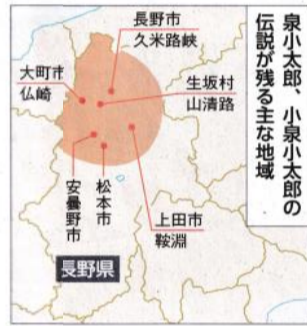 泉小太郎、小泉小太郎の
伝説が残る主な地域
長野市
久米路峡
大町市
仏崎
生坂村
山清路
上田市
鞍淵
松本市
安曇野市
長野県